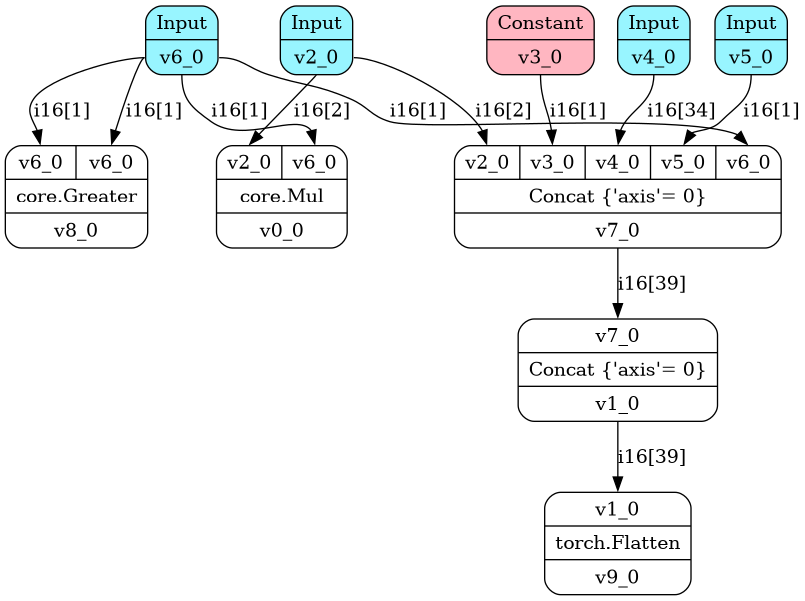 Input
v6_0
Input
v2_0
Constant
v3_0
Input
v4_0
Input
v5_0
i16[1]
i16[1]
i16[1]
i16[2]
i16[1]
i16[2]
i16[1]
i16[34]
i16[1]
v6_0 v6_0
core.Greater
v8_0
v2_0 v6_0
core.Mul
v0_0
v2_0 v3_0 v4_0 v5_0 v6_0
Concat {'axis'= 0}
v7_0
i16[39]
v7_0
Concat {'axis'= 0}
v1_0
i16[39]
v1_0
torch.Flatten
v9_0